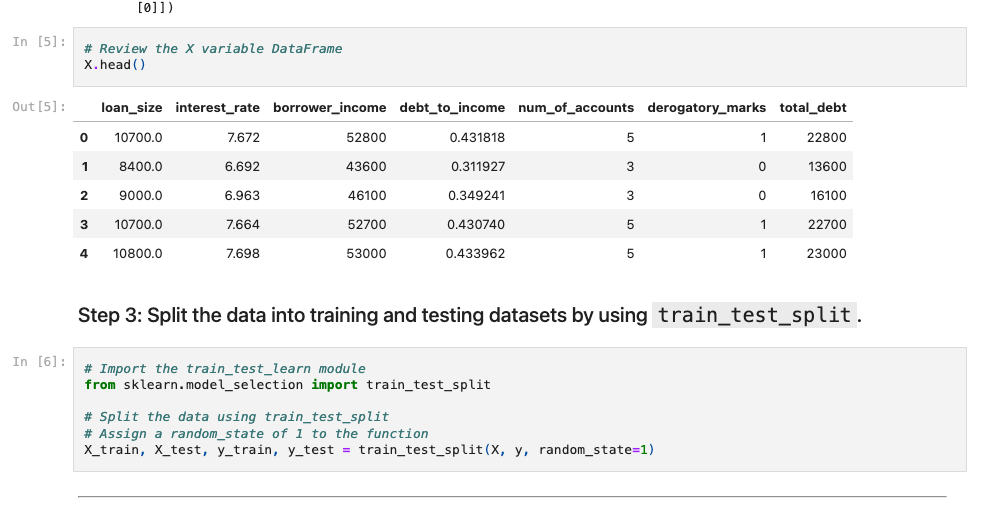 [0]])
In [5]:
# Review the X variable DataFrame
X.head()
Out[5]:
loan_size interest_rate borrower_income debt_to_income num_of_accounts derogatory_marks total_debt
0 10700.0 7.672 52800 0.431818 5 1 22800
1 8400.0 6.692 43600 0.311927 3 0 13600
2 9000.0 6.963 46100 0.349241 3 0 16100
3 10700.0 7.664 52700 0.430740 5 1 22700
4 10800.0 7.698 53000 0.433962 5 1 23000
Step 3: Split the data into training and testing datasets by using train_test_split.
In [6]:
# Import the train_test_learn module
from sklearn.model_selection import train_test_split
# Split the data using train_test_split
# Assign a random_state of 1 to the function
X_train, X_test, y_train, y_test = train_test_split(X, y, random_state=1)